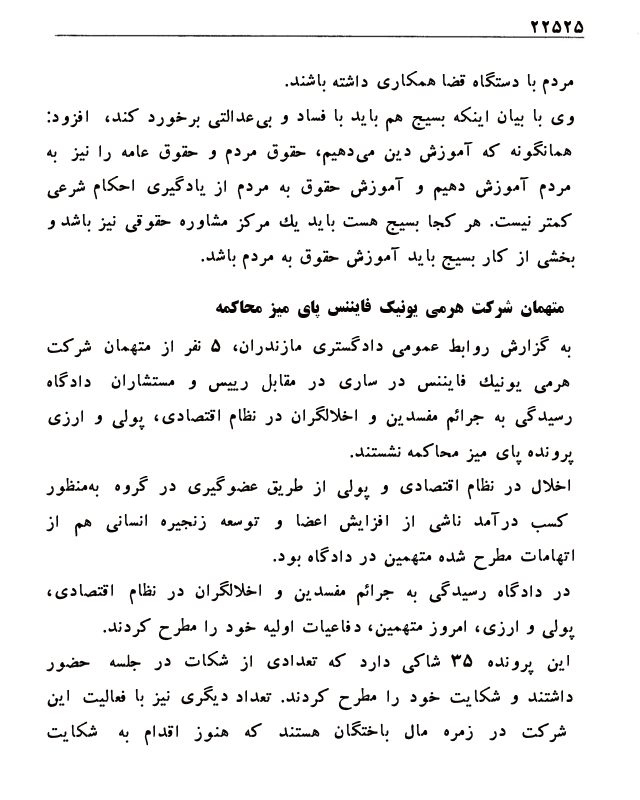 ۲۲۵۲۵
مردم با دستگاه قضا همکاری داشته باشند.
وی با بیان اینکه بسیج هم باید با فساد و بی‌عدالتی برخورد کند، افزود:
همانگونه که آموزش دین می‌دهیم، حقوق مردم و حقوق عامه را نیز به
مردم آموزش دهیم و آموزش حقوق به مردم از یادگیری احکام شرعی
کمتر نیست. هر کجا بسیج هست باید یك مرکز مشاوره حقوقی نیز باشد و
بخشی از کار بسیج باید آموزش حقوق به مردم باشد.
متهمان شرکت هرمی یونیک فایننس پای میز محاکمه
به گزارش روابط عمومی دادگستری مازندران، ۵ نفر از متهمان شرکت
هرمی یونیك فایننس در ساری در مقابل رییس و مستشاران دادگاه
رسیدگی به جرائم مفسدین و اخلالگران در نظام اقتصادی، پولی و ارزی
پرونده پای میز محاکمه نشستند.
اخلال در نظام اقتصادی و پولی از طریق عضوگیری در گروه به‌منظور
کسب درآمد ناشی از افزایش اعضا و توسعه زنجیره انسانی هم از
اتهامات مطرح شده متهمین در دادگاه بود.
در دادگاه رسیدگی به جرائم مفسدین و اخلالگران در نظام اقتصادی،
پولی و ارزی، امروز متهمین، دفاعیات اولیه خود را مطرح کردند.
این پرونده ۳۵ شاکی دارد که تعدادی از شکات در جلسه حضور
داشتند و شکایت خود را مطرح کردند. تعداد دیگری نیز با فعالیت این
شرکت در زمره مال باختگان هستند که هنوز اقدام به شکایت